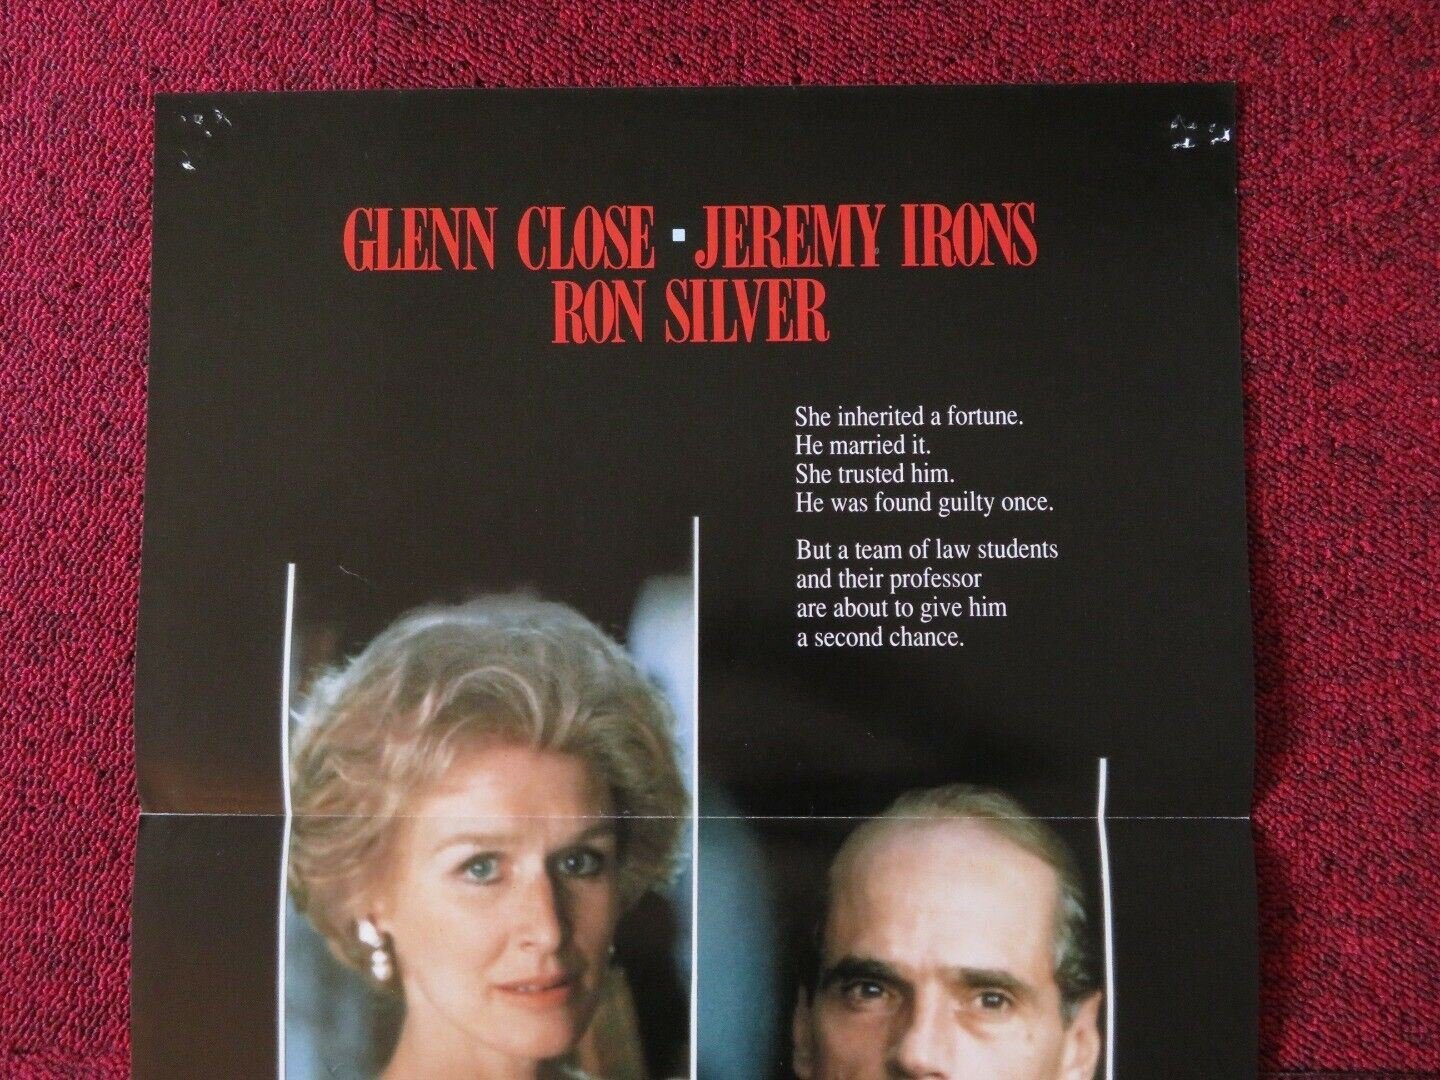 GLENN CLOSE ▪ JEREMY IRONS
RON SILVER
She inherited a fortune.
He married it.
She trusted him.
He was found guilty once.
But a team of law students
and their professor
are about to give him
a second chance.